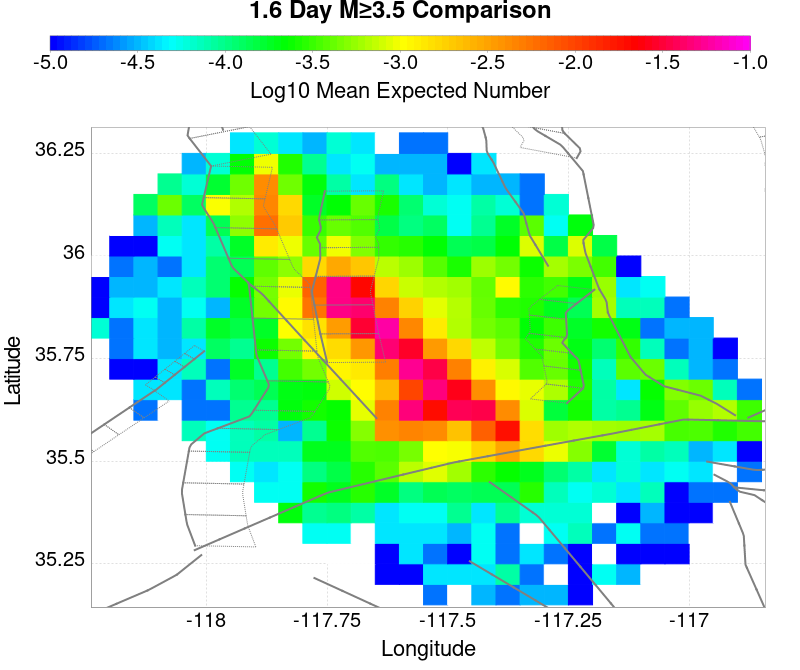 1.6 Day M≥3.5 Comparison
-5.0 -4.5 -4.0 -3.5 -3.0 -2.5 -2.0 -1.5 -1.0
Log10 Mean Expected Number
36.25
36
35.75
35.5
35.25
Latitude
-118 -117.75 -117.5 -117.25 -117
Longitude